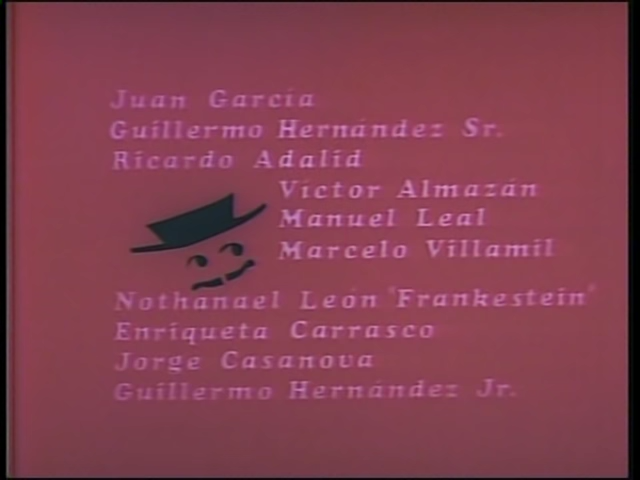 Juan García
Guillermo Hernández Sr.
Ricardo Adalid
Víctor Almazán
Manuel Leal
Marcelo Villamil
Nothanael León "Frankestein"
Enriqueta Carrasco
Jorge Casanova
Guillermo Hernández Jr.